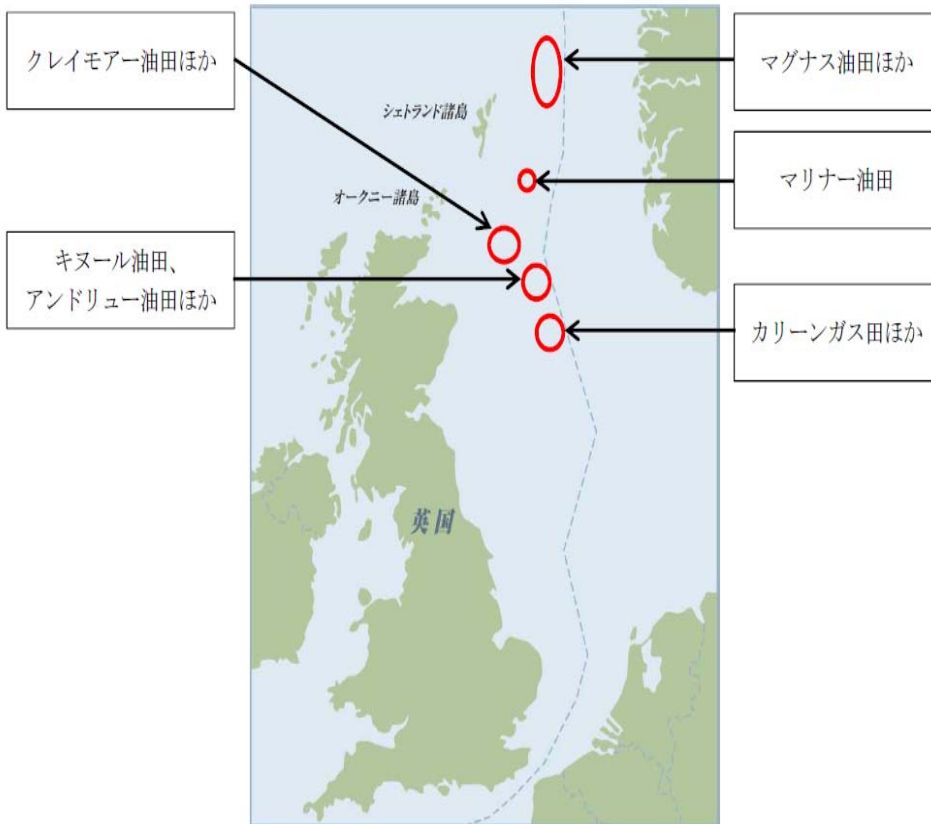 クレイモアー油田ほか
マグナス油田ほか
シェトランド諸島
マリナー油田
オークニー諸島
キヌール油田、
アンドリュー油田ほか
カリーンガス田ほか
英国